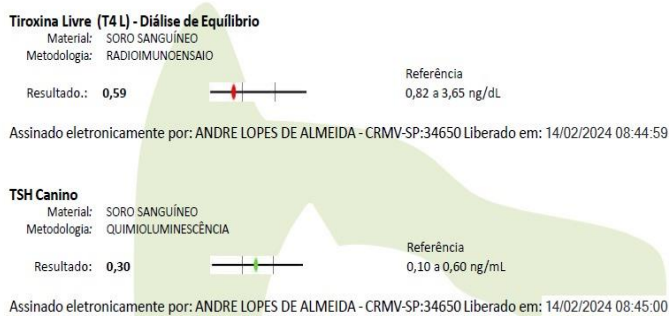 Tiroxina Livre (T4 L) - Diálise de Equílibrio
Material: SORO SANGUÍNEO
Metodologia: RADIOIMUNOENSAIO
Referência
Resultado.: 0,59 0,82 a 3,65 ng/dL
Assinado eletronicamente por: ANDRE LOPES DE ALMEIDA - CRMV-SP:34650 Liberado em: 14/02/2024 08:44:59
TSH Canino
Material: SORO SANGUÍNEO
Metodologia: QUIMIOLUMINESCÊNCIA
Referência
Resultado: 0,30 0,10 a 0,60 ng/mL
Assinado eletronicamente por: ANDRE LOPES DE ALMEIDA - CRMV-SP:34650 Liberado em: 14/02/2024 08:45:00